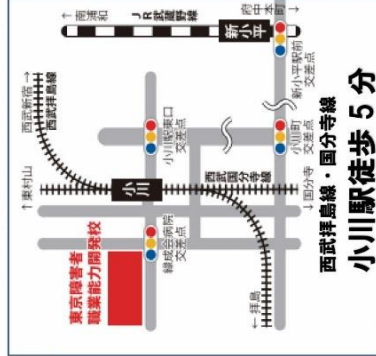 ↑南浦和
JR武蔵野線
新小平
府中本町→
新小平駅前
交差点
西武新宿→
西武拝島線
小川駅東口
交差点
小川町
交差点
↑東村山
小川
西武国分寺線
↓国分寺
東京障害者
職業能力開発校
緑成会病院
交差点
←拝島
西武拝島線・国分寺線
小川駅徒歩 5 分